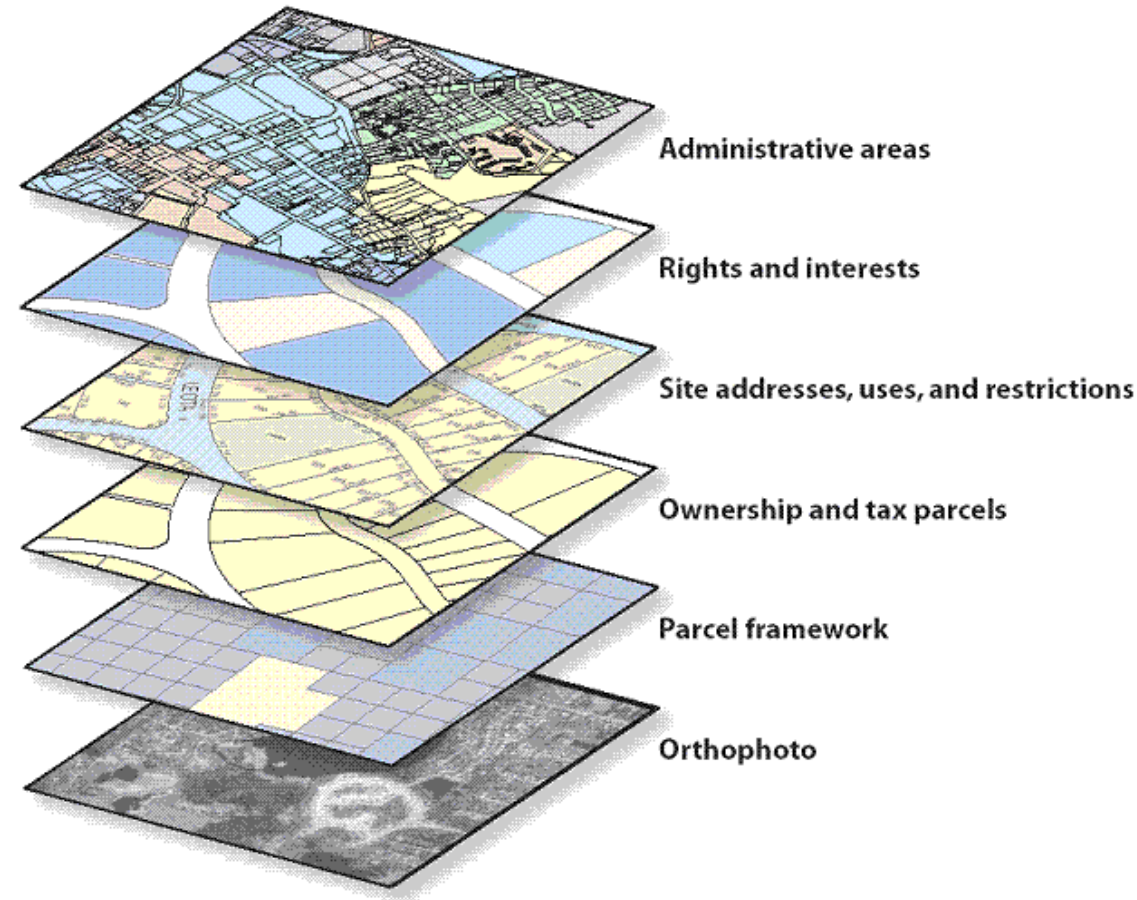 Administrative areas
Rights and interests
Site addresses, uses, and restrictions
Ownership and tax parcels
Parcel framework
Orthophoto